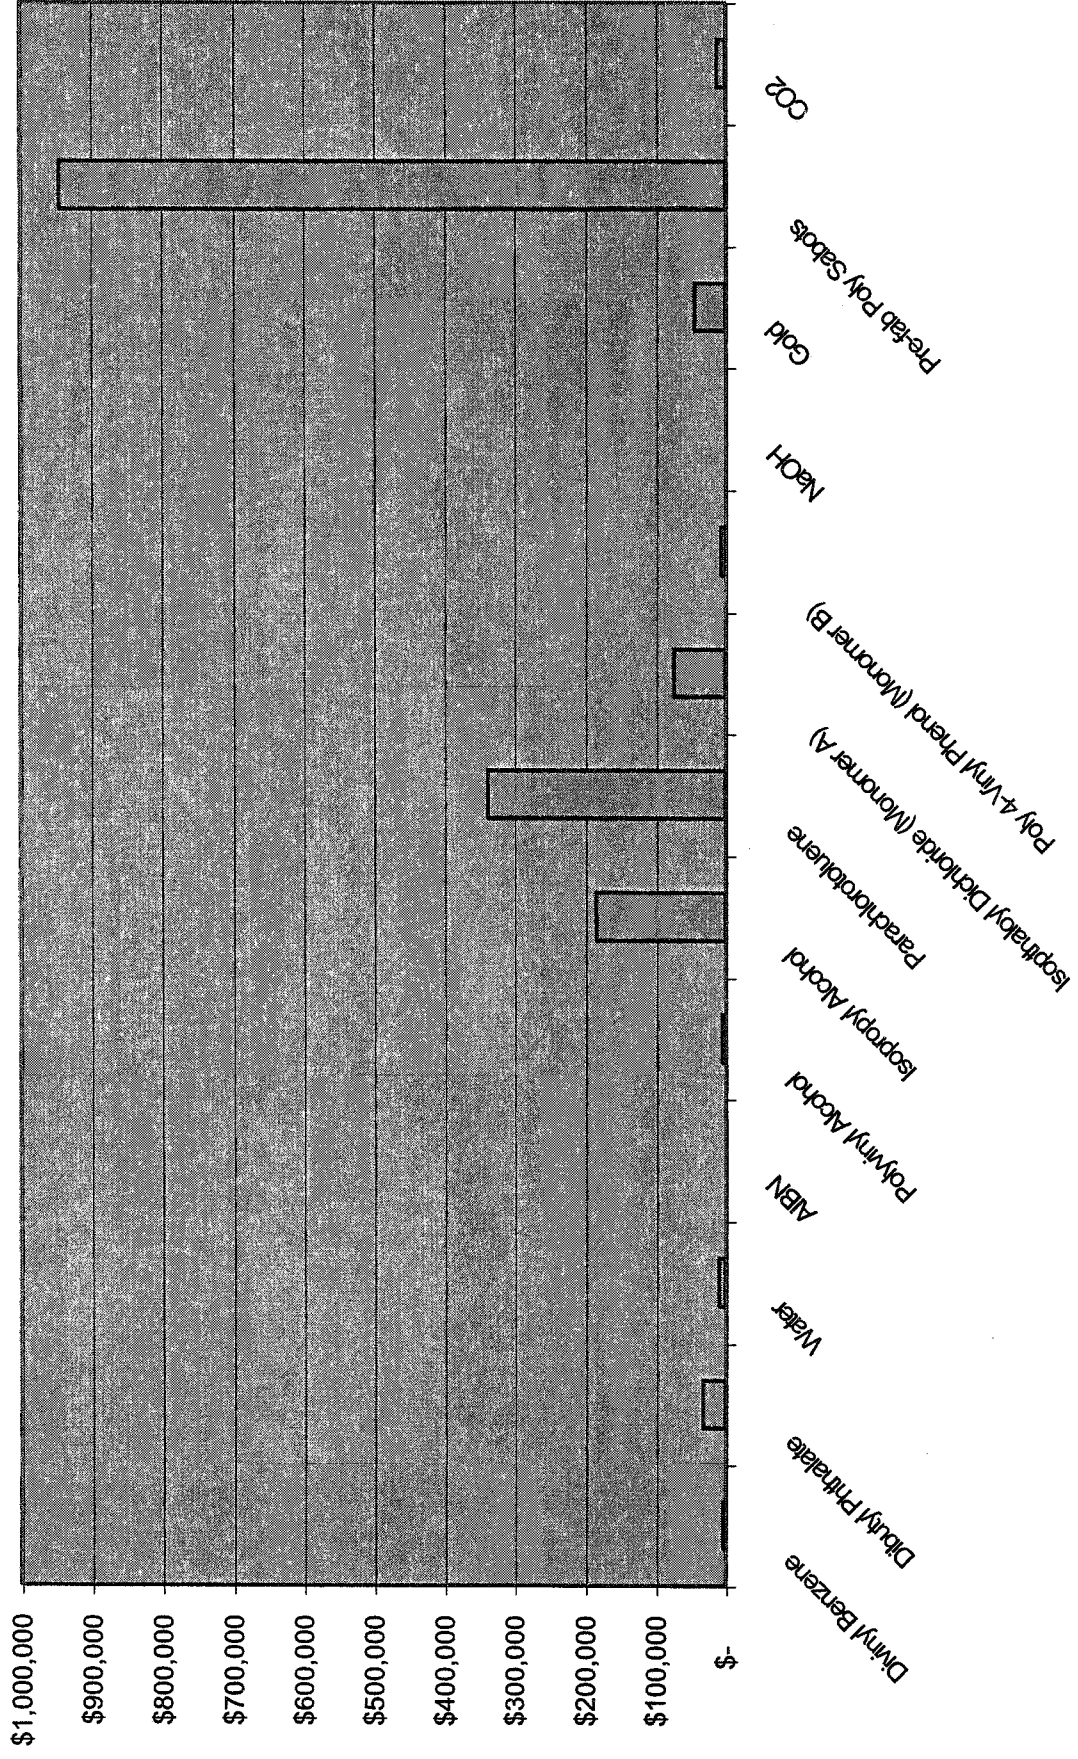 $1,000,000
$900,000
$800,000
$700,000
$600,000
$500,000
$400,000
$300,000
$200,000
$100,000
$-
Divinyl Benzene
Dibutyl Phthalate
Water
AIBN
Polyvinyl Alcohol
Isopropyl Alcohol
Parachlorotoluene
Isopthaloyl Dichloride (Monomer A)
Poly 4-Vinyl Phenol (Monomer B)
NaOH
Gold
Pre-fab Poly Sabots
CO2